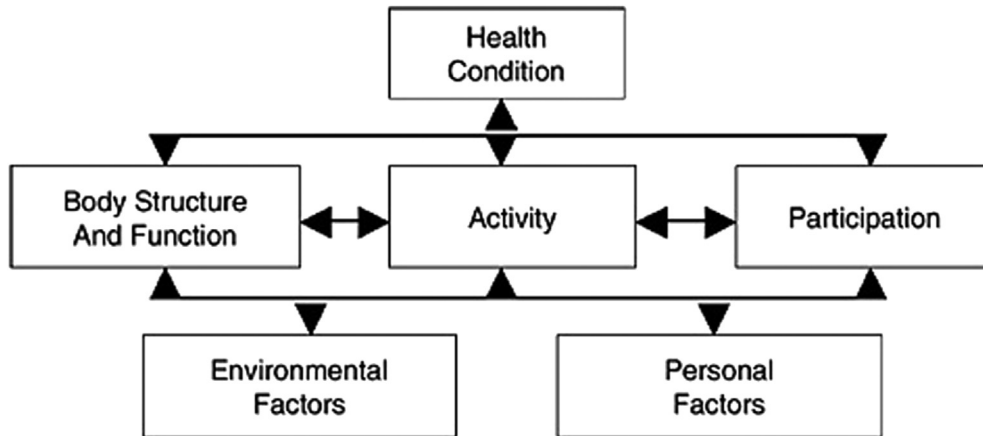 Health
Condition
Body Structure
And Function
Activity
Participation
Environmental
Factors
Personal
Factors